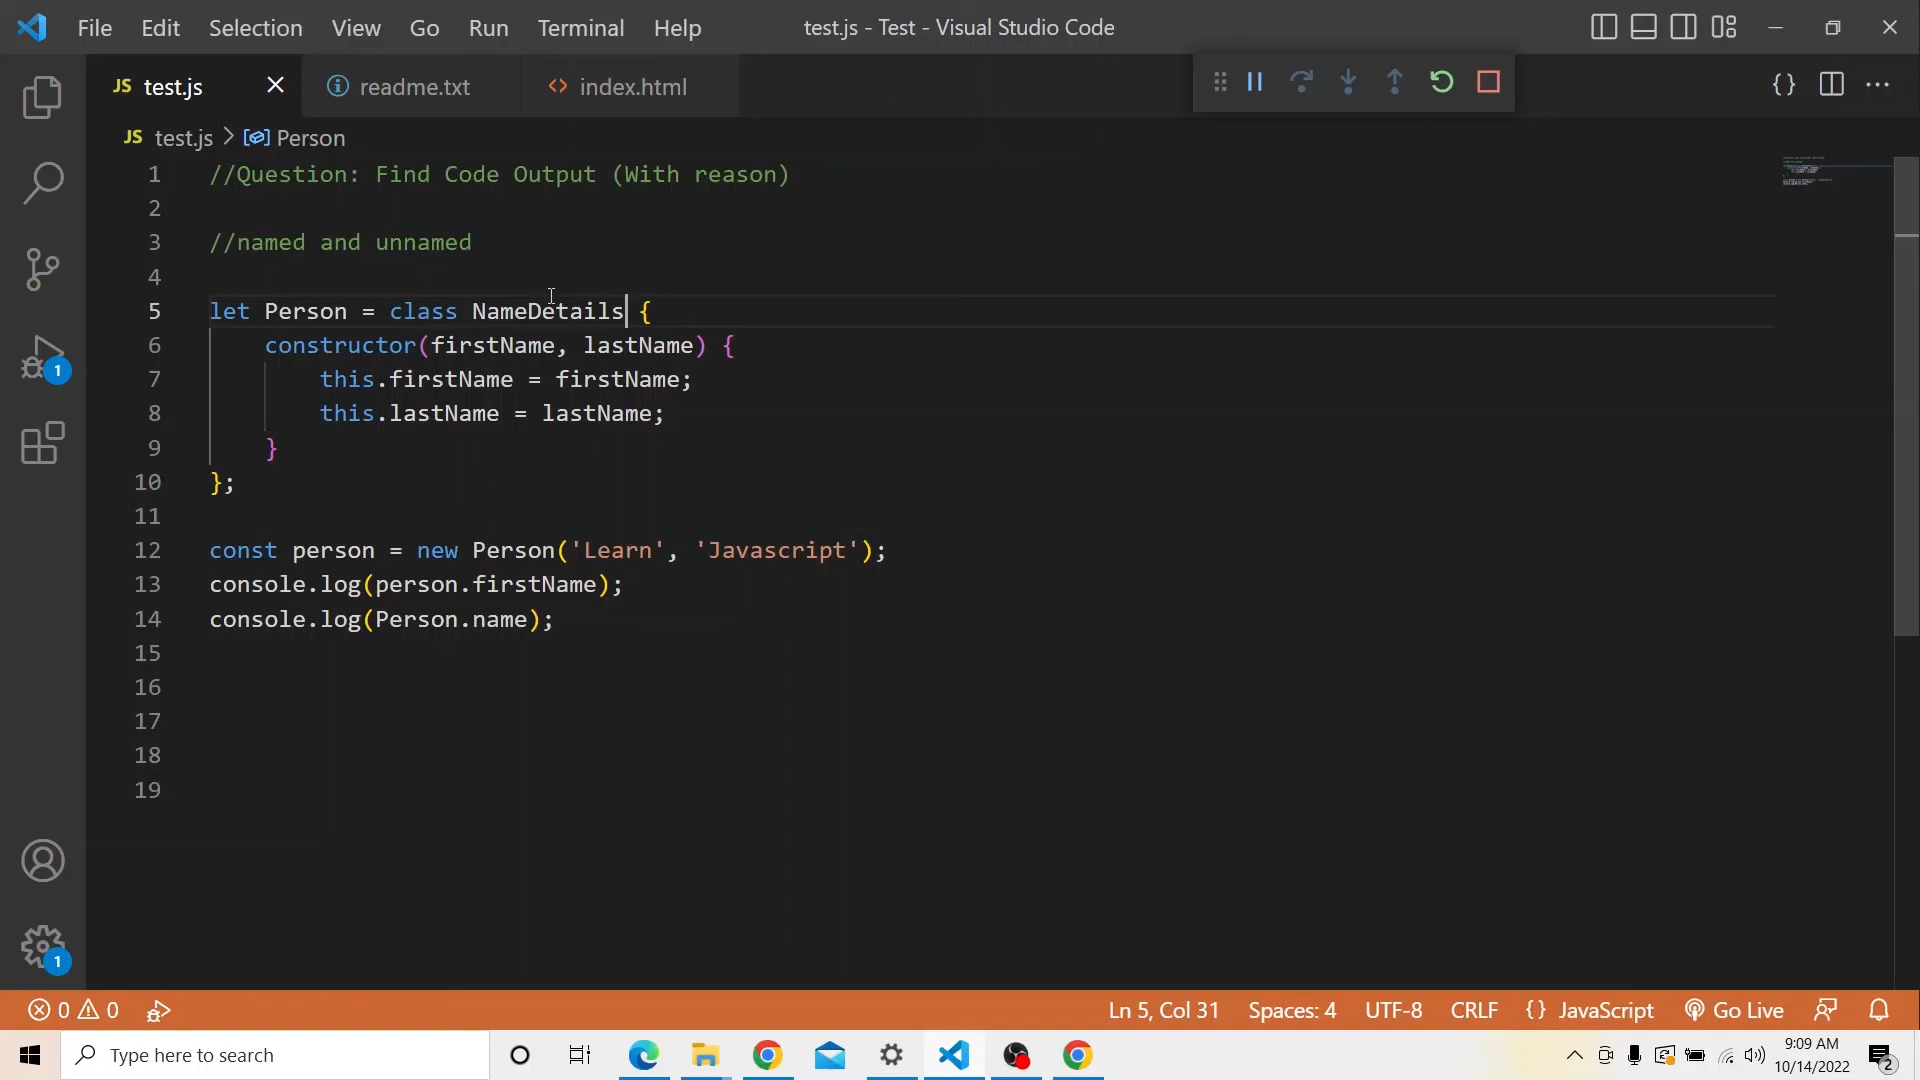 File Edit Selection View Go Run Terminal Help test.js - Test - Visual Studio Code
JS test.js readme.txt index.html
JS test.js > Person
1 //Question: Find Code Output (With reason)
2
3 //named and unnamed
4
5 let Person = class NameDetails {
6 constructor(firstName, lastName) {
7 this.firstName = firstName;
8 this.lastName = lastName;
9 }
10 };
11
12 const person = new Person('Learn', 'Javascript');
13 console.log(person.firstName);
14 console.log(Person.name);
15
16
17
18
19
1
1
0 0 Ln 5, Col 31 Spaces: 4 UTF-8 CRLF {} JavaScript Go Live
Type here to search 9:09 AM
10/14/2022 2